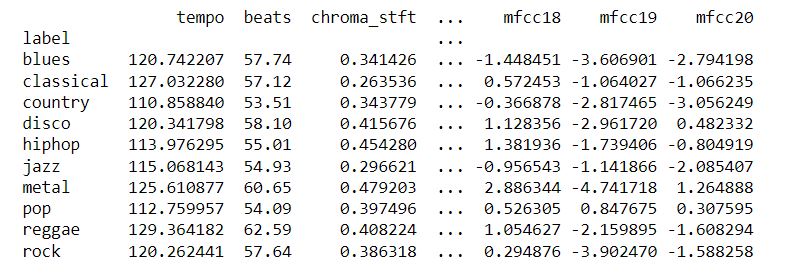 tempo beats chroma_stft ... mfcc18 mfcc19 mfcc20
label ...
blues 120.742207 57.74 0.341426 ... -1.448451 -3.606901 -2.794198
classical 127.032280 57.12 0.263536 ... 0.572453 -1.064027 -1.066235
country 110.858840 53.51 0.343779 ... -0.366878 -2.817465 -3.056249
disco 120.341798 58.10 0.415676 ... 1.128356 -2.961720 0.482332
hiphop 113.976295 55.01 0.454280 ... 1.381936 -1.739406 -0.804919
jazz 115.068143 54.93 0.296621 ... -0.956543 -1.141866 -2.085407
metal 125.610877 60.65 0.479203 ... 2.886344 -4.741718 1.264888
pop 112.759957 54.09 0.397496 ... 0.526305 0.847675 0.307595
reggae 129.364182 62.59 0.408224 ... 1.054627 -2.159895 -1.608294
rock 120.262441 57.64 0.386318 ... 0.294876 -3.902470 -1.588258